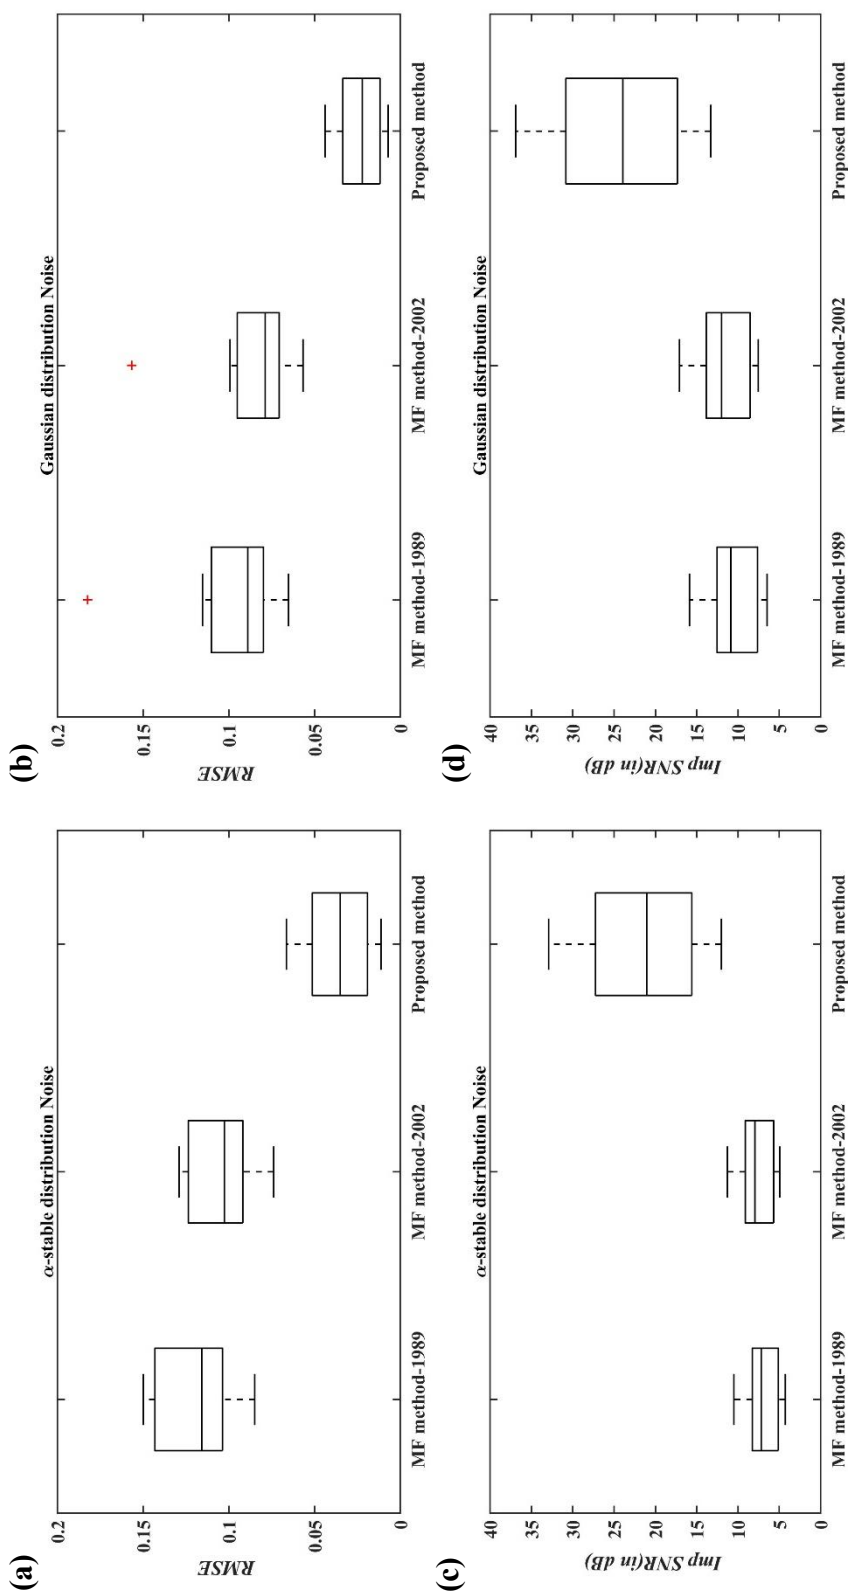 (a)
α-stable distribution Noise
RMSE
0.2
0.15
0.1
0.05
0
MF method-1989
MF method-2002
Proposed method
(b)
Gaussian distribution Noise
RMSE
0.2
0.15
0.1
0.05
0
MF method-1989
MF method-2002
Proposed method
(c)
α-stable distribution Noise
Imp SNR(in dB)
40
35
30
25
20
15
10
5
0
MF method-1989
MF method-2002
Proposed method
(d)
Gaussian distribution Noise
Imp SNR(in dB)
40
35
30
25
20
15
10
5
0
MF method-1989
MF method-2002
Proposed method